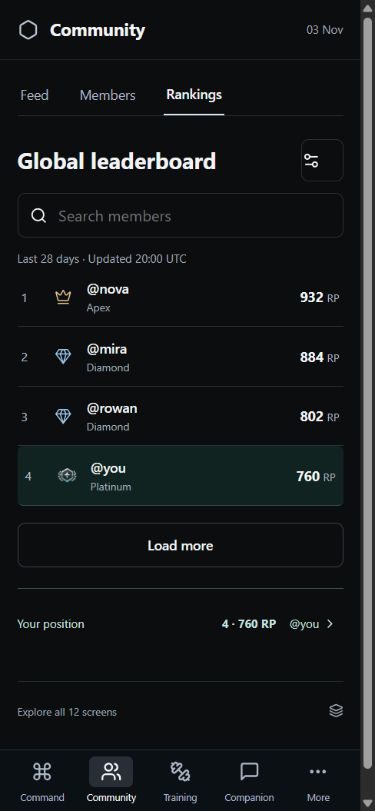 Community 03 Nov
Feed Members Rankings
Global leaderboard
Search members
Last 28 days · Updated 20:00 UTC
1 @nova 932 RP
Apex
2 @mira 884 RP
Diamond
3 @rowan 802 RP
Diamond
4 @you 760 RP
Platinum
Load more
Your position 4 · 760 RP @you
Explore all 12 screens
Command Community Training Companion More